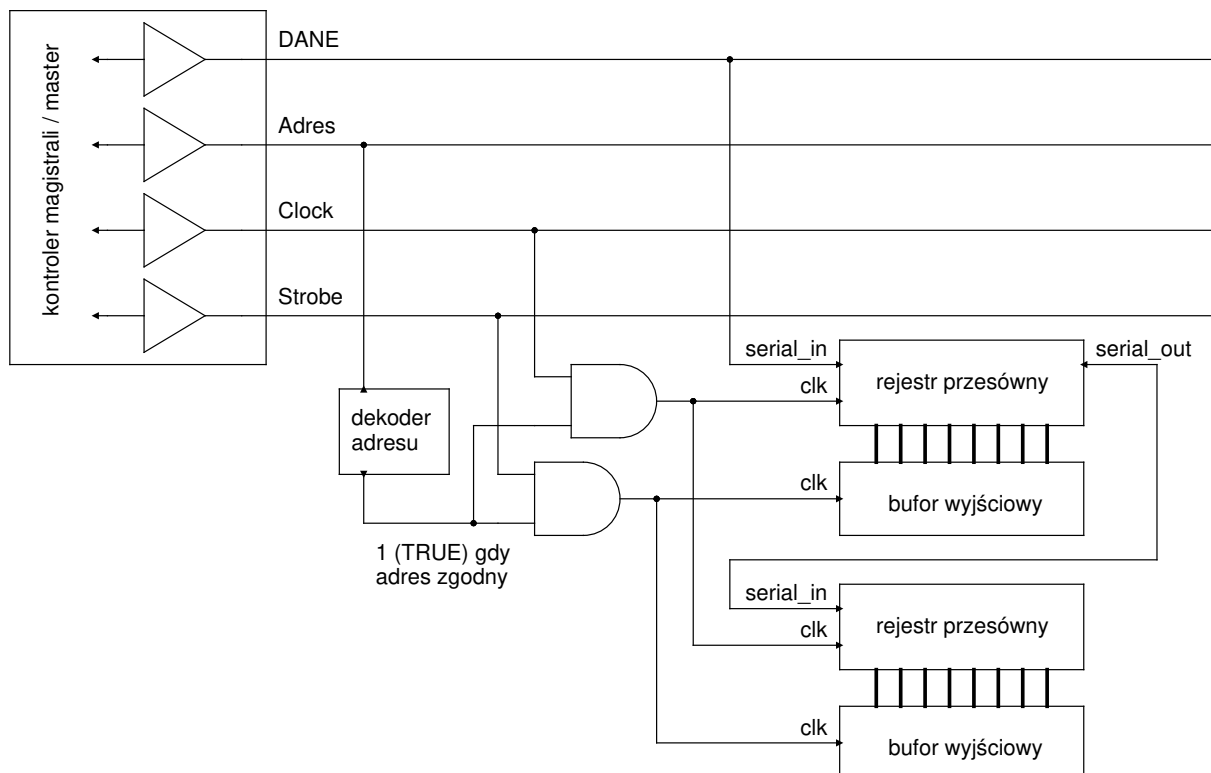 kontroler magistrali / master
DANE
Adres
Clock
Strobe
dekoder
adresu
1 (TRUE) gdy
adres zgodny
serial_in
clk
rejestr przesówny
serial_out
clk
bufor wyjściowy
serial_in
clk
rejestr przesówny
clk
bufor wyjściowy